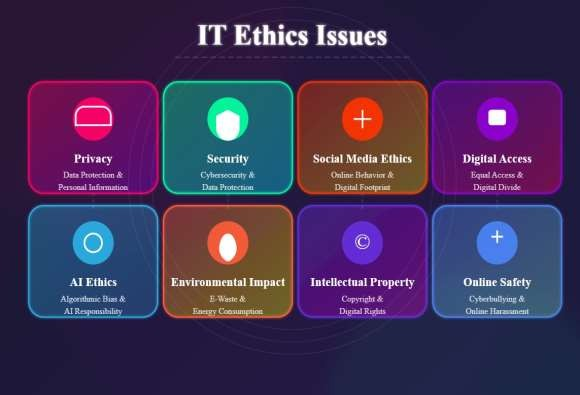 IT Ethics Issues
Privacy
Data Protection &
Personal Information
Security
Cybersecurity &
Data Protection
Social Media Ethics
Online Behavior &
Digital Footprint
Digital Access
Equal Access &
Digital Divide
AI Ethics
Algorithmic Bias &
AI Responsibility
Environmental Impact
E-Waste &
Energy Consumption
©
Intellectual Property
Copyright &
Digital Rights
Online Safety
Cyberbullying &
Online Harassment